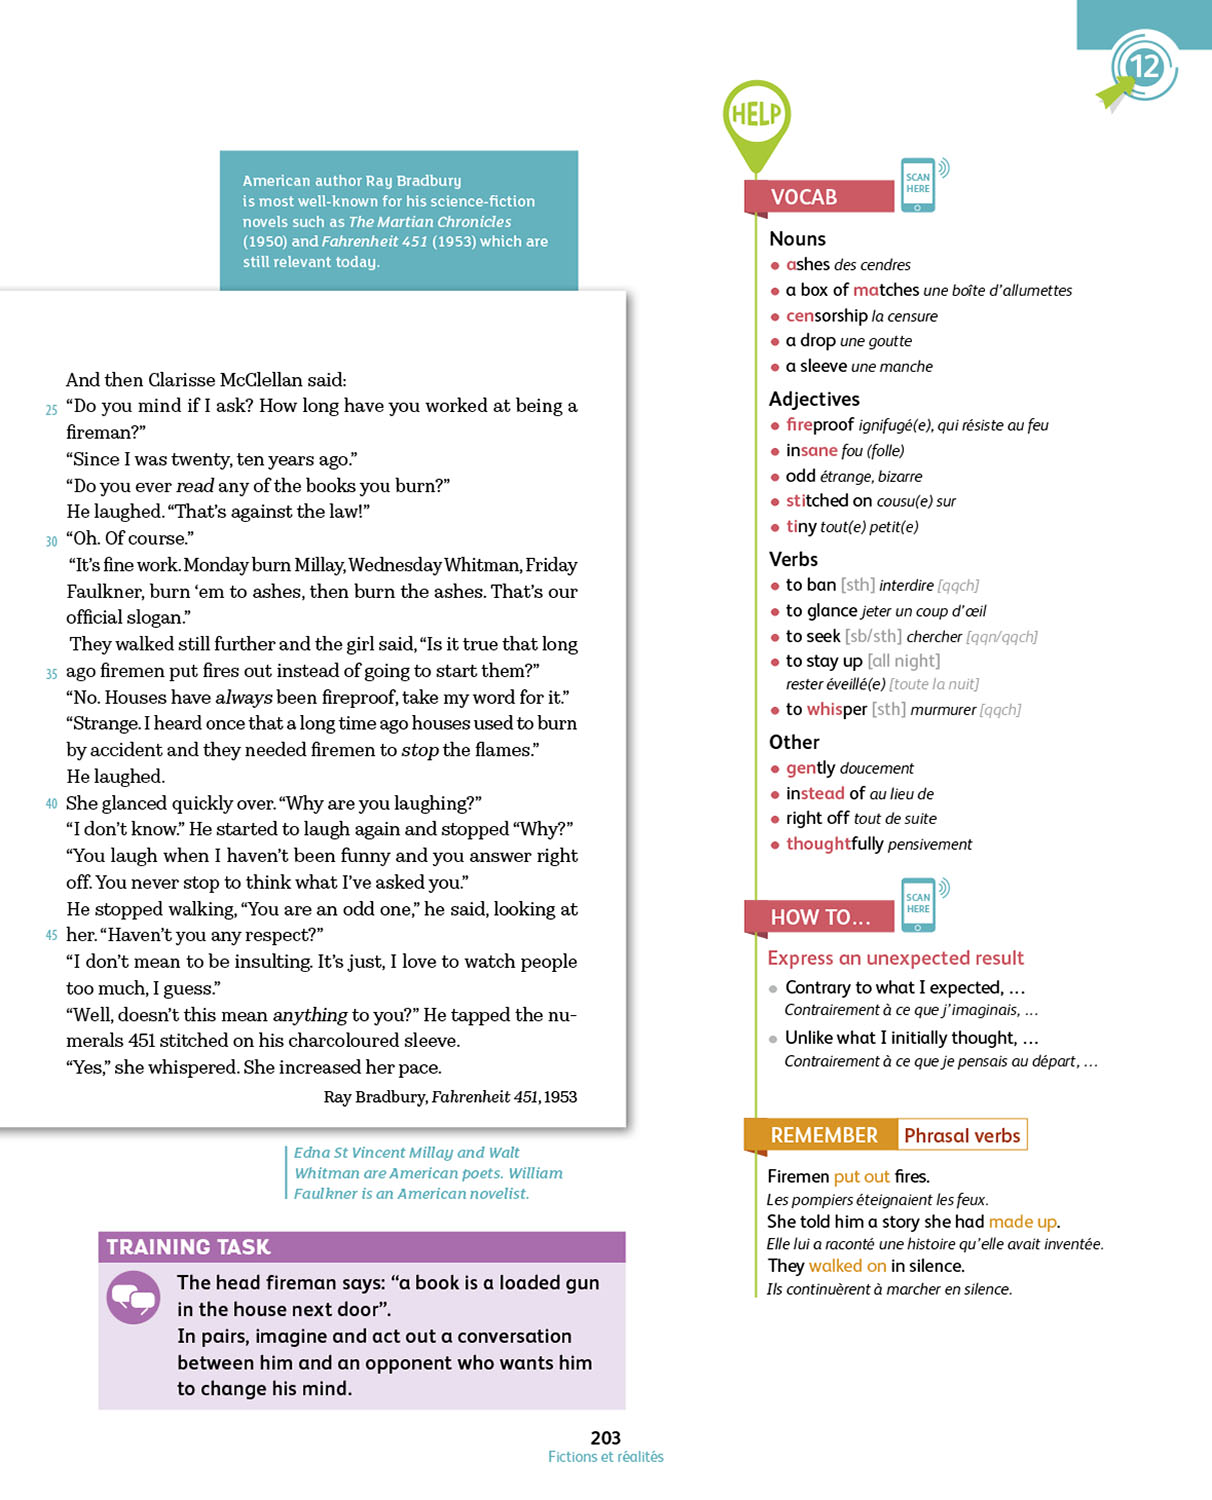 12
American author Ray Bradbury
is most well-known for his science-fiction
novels such as The Martian Chronicles
(1950) and Fahrenheit 451 (1953) which are
still relevant today.
And then Clarisse McClellan said:
25 “Do you mind if I ask? How long have you worked at being a
fireman?”
“Since I was twenty, ten years ago.”
“Do you ever read any of the books you burn?”
He laughed. “That’s against the law!”
30 “Oh. Of course.”
“It’s fine work. Monday burn Millay, Wednesday Whitman, Friday
Faulkner, burn ‘em to ashes, then burn the ashes. That’s our
official slogan.”
They walked still further and the girl said, “Is it true that long
35 ago firemen put fires out instead of going to start them?”
“No. Houses have always been fireproof, take my word for it.”
“Strange. I heard once that a long time ago houses used to burn
by accident and they needed firemen to stop the flames.”
He laughed.
40 She glanced quickly over. “Why are you laughing?”
“I don’t know.” He started to laugh again and stopped “Why?”
“You laugh when I haven’t been funny and you answer right
off. You never stop to think what I’ve asked you.”
He stopped walking, “You are an odd one,” he said, looking at
45 her. “Haven’t you any respect?”
“I don’t mean to be insulting. It’s just, I love to watch people
too much, I guess.”
“Well, doesn’t this mean anything to you?” He tapped the nu-
merals 451 stitched on his charcoloured sleeve.
“Yes,” she whispered. She increased her pace.
Ray Bradbury, Fahrenheit 451, 1953
Edna St Vincent Millay and Walt
Whitman are American poets. William
Faulkner is an American novelist.
TRAINING TASK
The head fireman says: “a book is a loaded gun
in the house next door”.
In pairs, imagine and act out a conversation
between him and an opponent who wants him
to change his mind.
HELP
VOCAB
SCAN
HERE
Nouns
• ashes des cendres
• a box of matches une boîte d’allumettes
• censorship la censure
• a drop une goutte
• a sleeve une manche
Adjectives
• fireproof ignifugé(e), qui résiste au feu
• insane fou (folle)
• odd étrange, bizarre
• stitched on cousu(e) sur
• tiny tout(e) petit(e)
Verbs
• to ban [sth] interdire [qqch]
• to glance jeter un coup d’œil
• to seek [sb/sth] chercher [qqn/qqch]
• to stay up [all night]
rester éveillé(e) [toute la nuit]
• to whisper [sth] murmurer [qqch]
Other
• gently doucement
• instead of au lieu de
• right off tout de suite
• thoughtfully pensivement
HOW TO...
SCAN
HERE
Express an unexpected result
• Contrary to what I expected, ...
Contrairement à ce que j’imaginais, ...
• Unlike what I initially thought, ...
Contrairement à ce que je pensais au départ, ...
REMEMBER Phrasal verbs
Firemen put out fires.
Les pompiers éteignaient les feux.
She told him a story she had made up.
Elle lui a raconté une histoire qu’elle avait inventée.
They walked on in silence.
Ils continuèrent à marcher en silence.
203
Fictions et réalités